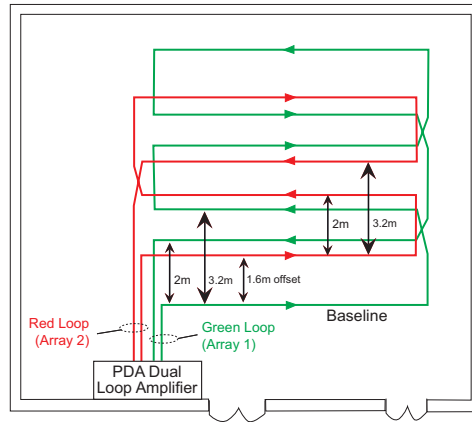 2m
3.2m
2m
3.2m
1.6m offset
Baseline
Red Loop
(Array 2)
Green Loop
(Array 1)
PDA Dual
Loop Amplifier